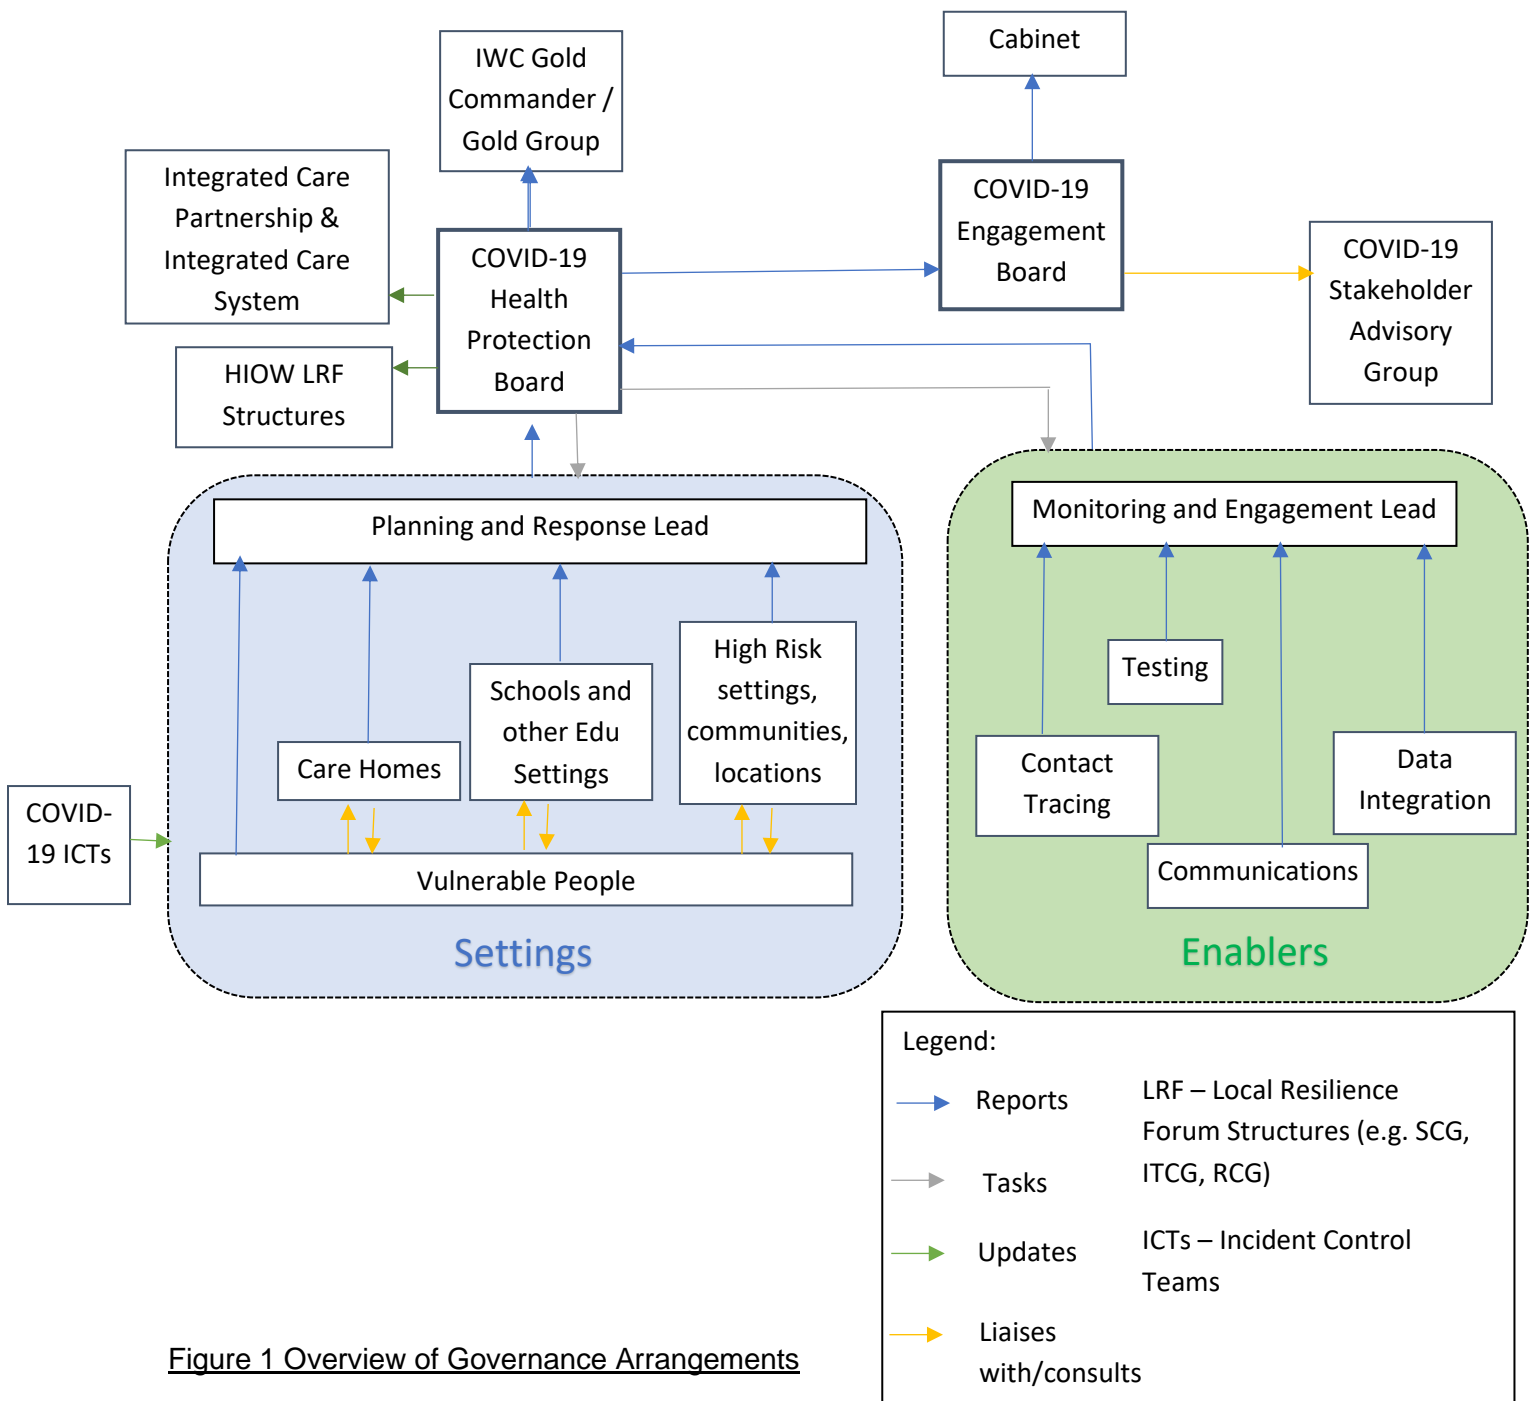 Cabinet
IWC Gold
Commander /
Gold Group
Integrated Care
Partnership &
Integrated Care
System
COVID-19
Engagement
Board
COVID-19
Health
Protection
Board
COVID-19
Stakeholder
Advisory
Group
HIOW LRF
Structures
Planning and Response Lead
Monitoring and Engagement Lead
High Risk
settings,
communities,
locations
Schools and
other Edu
Settings
Care Homes
Testing
Contact
Tracing
Data
Integration
COVID-
19 ICTs
Vulnerable People
Communications
Settings
Enablers
Legend:
Reports
Tasks
Updates
Liaises
with/consults
LRF – Local Resilience
Forum Structures (e.g. SCG,
ITCG, RCG)
ICTs – Incident Control
Teams
Figure 1 Overview of Governance Arrangements